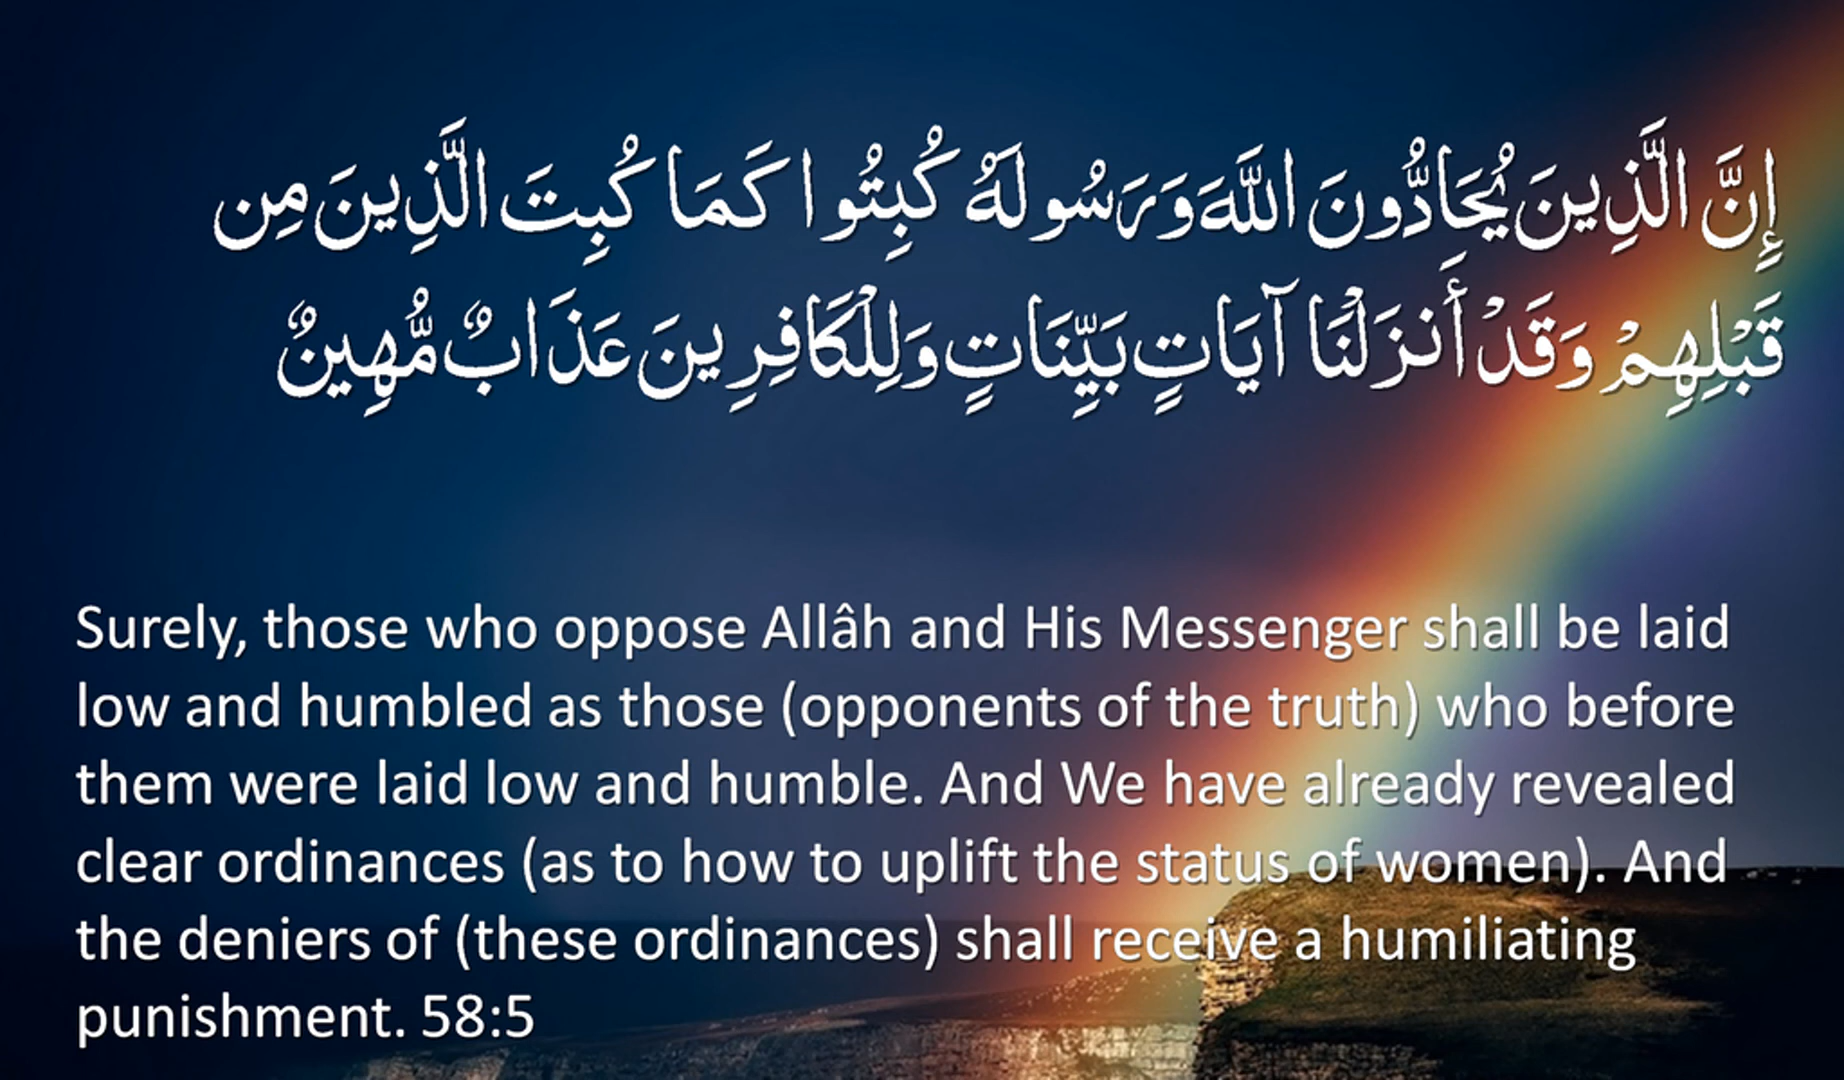 إِنَّ الَّذِينَ يُحَادُّونَ اللَّهَ وَرَسُولَهُ كُبِتُوا كَمَا كُبِتَ الَّذِينَ مِن
قَبْلِهِمْ وَقَدْ أَنزَلْنَا آيَاتٍ بَيِّنَاتٍ وَلِلْكَافِرِينَ عَذَابٌ مُّهِينٌ
Surely, those who oppose Allâh and His Messenger shall be laid
low and humbled as those (opponents of the truth) who before
them were laid low and humble. And We have already revealed
clear ordinances (as to how to uplift the status of women). And
the deniers of (these ordinances) shall receive a humiliating
punishment. 58:5